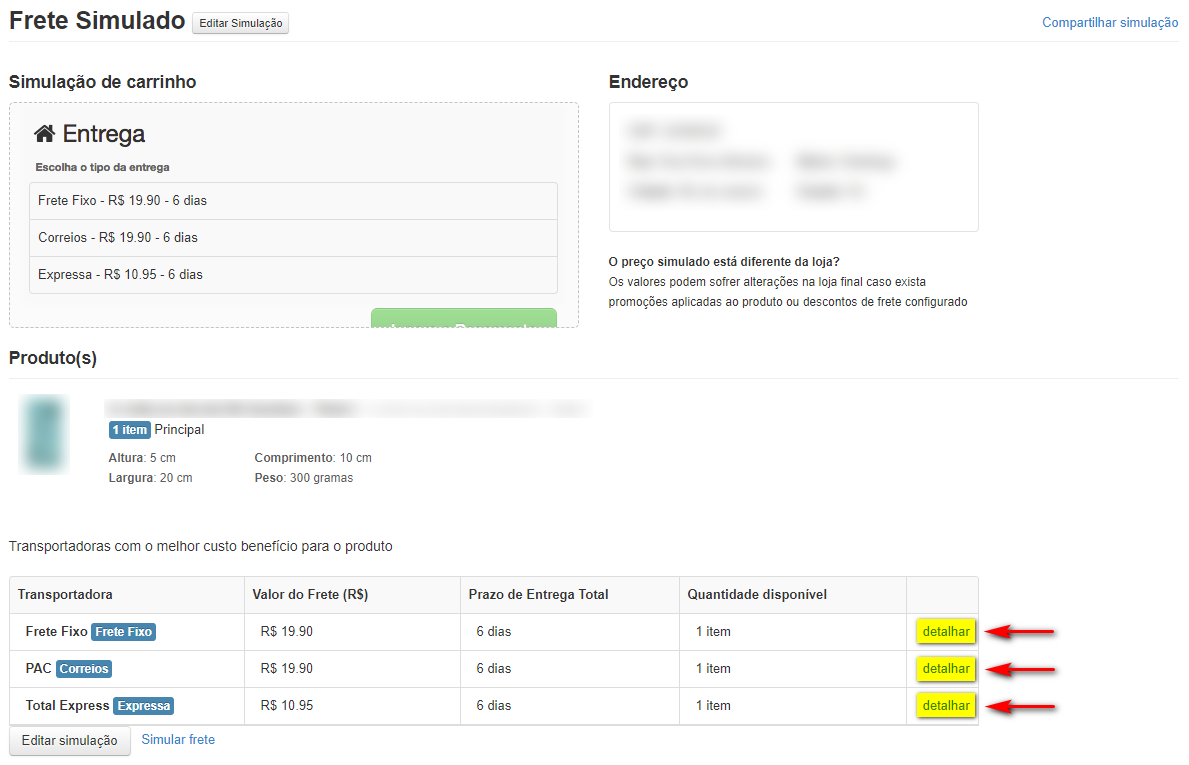 Frete Simulado Editar Simulação
Compartilhar simulação
Simulação de carrinho
Entrega
Escolha o tipo da entrega
Frete Fixo - R$ 19.90 - 6 dias
Correios - R$ 19.90 - 6 dias
Expressa - R$ 10.95 - 6 dias
Endereço
O preço simulado está diferente da loja?
Os valores podem sofrer alterações na loja final caso exista
promoções aplicadas ao produto ou descontos de frete configurado
Produto(s)
1 item Principal
Altura: 5 cm Comprimento: 10 cm
Largura: 20 cm Peso: 300 gramas
Transportadoras com o melhor custo benefício para o produto
Transportadora Valor do Frete (R$) Prazo de Entrega Total Quantidade disponível
Frete Fixo Frete Fixo R$ 19.90 6 dias 1 item detalhar
PAC Correios R$ 19.90 6 dias 1 item detalhar
Total Express Expressa R$ 10.95 6 dias 1 item detalhar
Editar simulação Simular frete